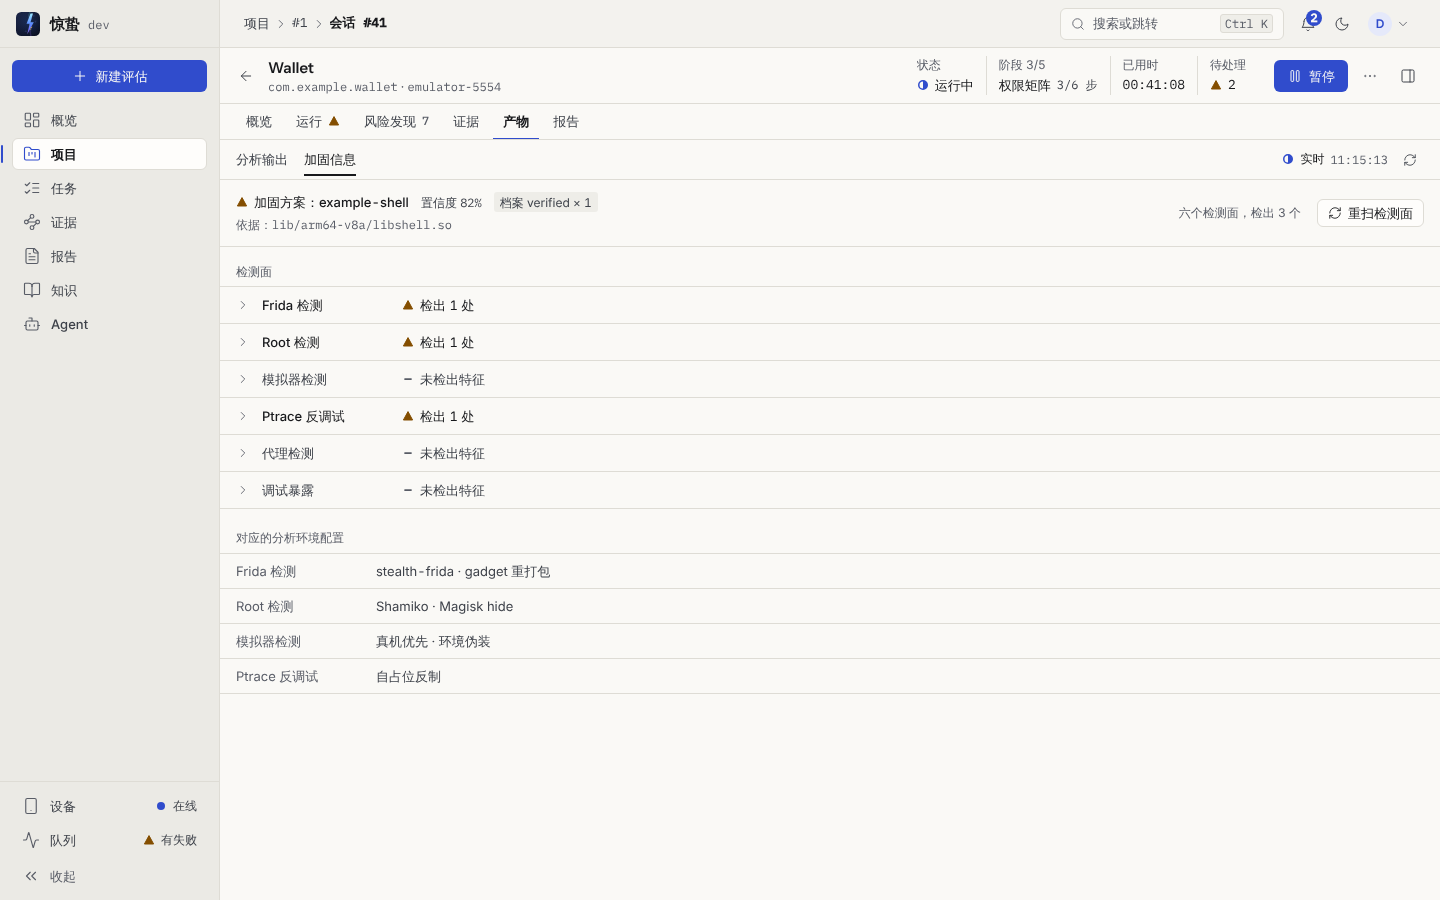 惊蛰 dev
新建评估
概览
项目
任务
证据
报告
知识
Agent
设备 在线
队列 有失败
收起
项目 > #1 > 会话 #41
搜索或跳转 Ctrl K
2
D
Wallet
com.example.wallet · emulator-5554
状态
运行中
阶段 3/5
权限矩阵 3/6 步
已用时
00:41:08
待处理
2
暂停
概览 运行 风险发现 7 证据 产物 报告
分析输出 加固信息
实时 11:15:13
加固方案：example-shell 置信度 82% 档案 verified × 1
依据：lib/arm64-v8a/libshell.so
六个检测面，检出 3 个
重扫检测面
检测面
Frida 检测 检出 1 处
Root 检测 检出 1 处
模拟器检测 – 未检出特征
Ptrace 反调试 检出 1 处
代理检测 – 未检出特征
调试暴露 – 未检出特征
对应的分析环境配置
Frida 检测 stealth-frida · gadget 重打包
Root 检测 Shamiko · Magisk hide
模拟器检测 真机优先 · 环境伪装
Ptrace 反调试 自占位反制